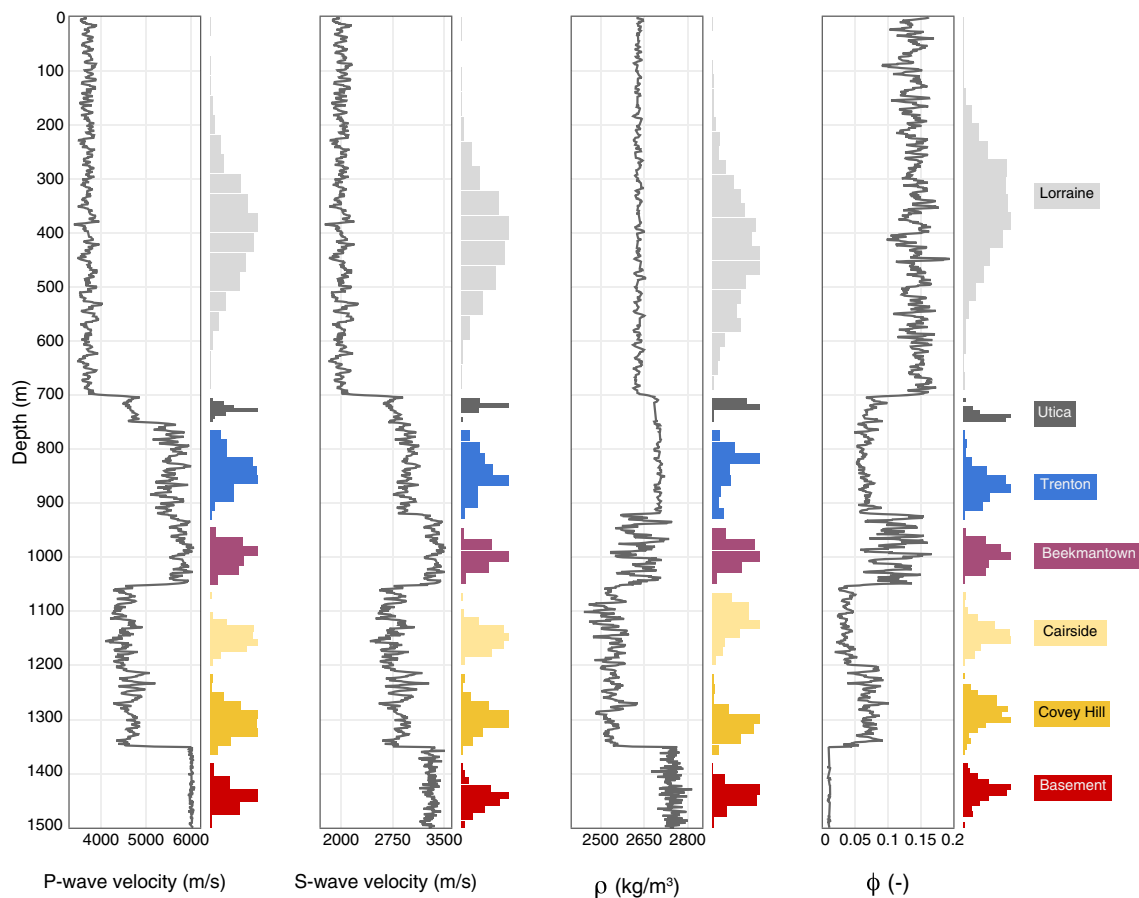 0
100
200
300
400
500
600
700
800
900
1000
1100
1200
1300
1400
1500
Depth (m)
4000 5000 6000
2000 2750 3500
2500 2650 2800
0 0.05 0.1 0.15 0.2
P-wave velocity (m/s)
S-wave velocity (m/s)
ρ (kg/m³)
ϕ (-)
Lorraine
Utica
Trenton
Beekmantown
Cairside
Covey Hill
Basement